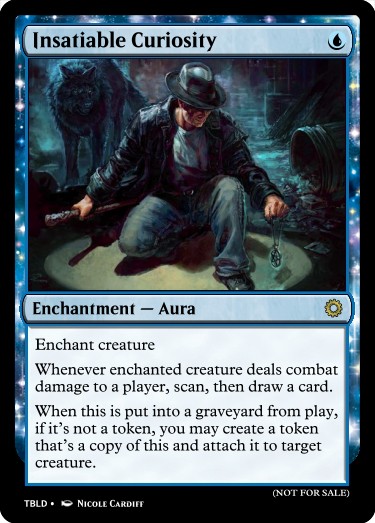 Insatiable Curiosity
Enchantment — Aura
Enchant creature
Whenever enchanted creature deals combat
damage to a player, scan, then draw a card.
When this is put into a graveyard from play,
if it's not a token, you may create a token
that's a copy of this and attach it to target
creature.
(NOT FOR SALE)
TBLD • Nicole Cardiff